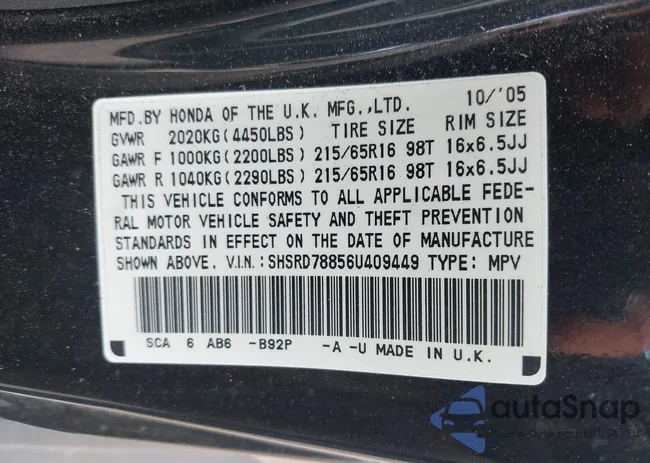 MFD.BY HONDA OF THE U.K. MFG.,LTD. 10/'05
GVWR 2020KG(4450LBS) TIRE SIZE RIM SIZE
GAWR F 1000KG(2200LBS) 215/65R16 98T 16x6.5JJ
GAWR R 1040KG(2290LBS) 215/65R16 98T 16x6.5JJ
THIS VEHICLE CONFORMS TO ALL APPLICABLE FEDE-
RAL MOTOR VEHICLE SAFETY AND THEFT PREVENTION
STANDARDS IN EFFECT ON THE DATE OF MANUFACTURE
SHOWN ABOVE. V.I.N.: SHSRD78856U409449 TYPE: MPV
SCA 6 AB6 -B92P -A -U MADE IN U.K.
autoSnap